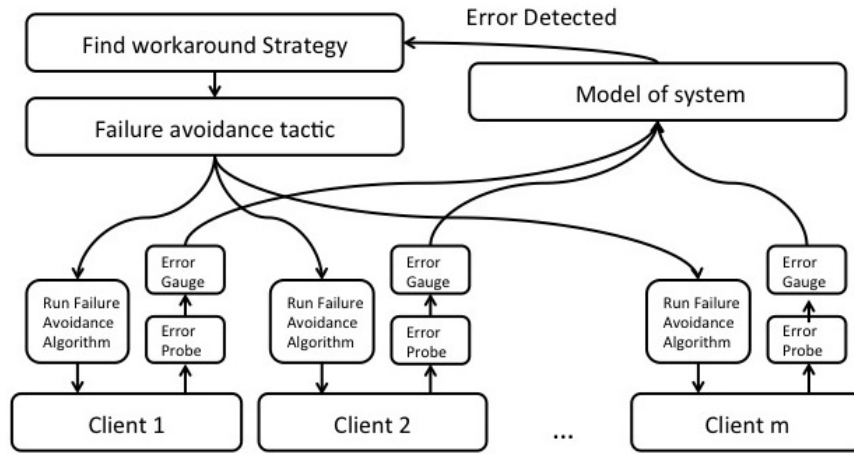 Error Detected
Find workaround Strategy
Model of system
Failure avoidance tactic
Run Failure
Avoidance
Algorithm
Error
Gauge
Error
Probe
Run Failure
Avoidance
Algorithm
Error
Gauge
Error
Probe
Run Failure
Avoidance
Algorithm
Error
Gauge
Error
Probe
Client 1
Client 2
...
Client m